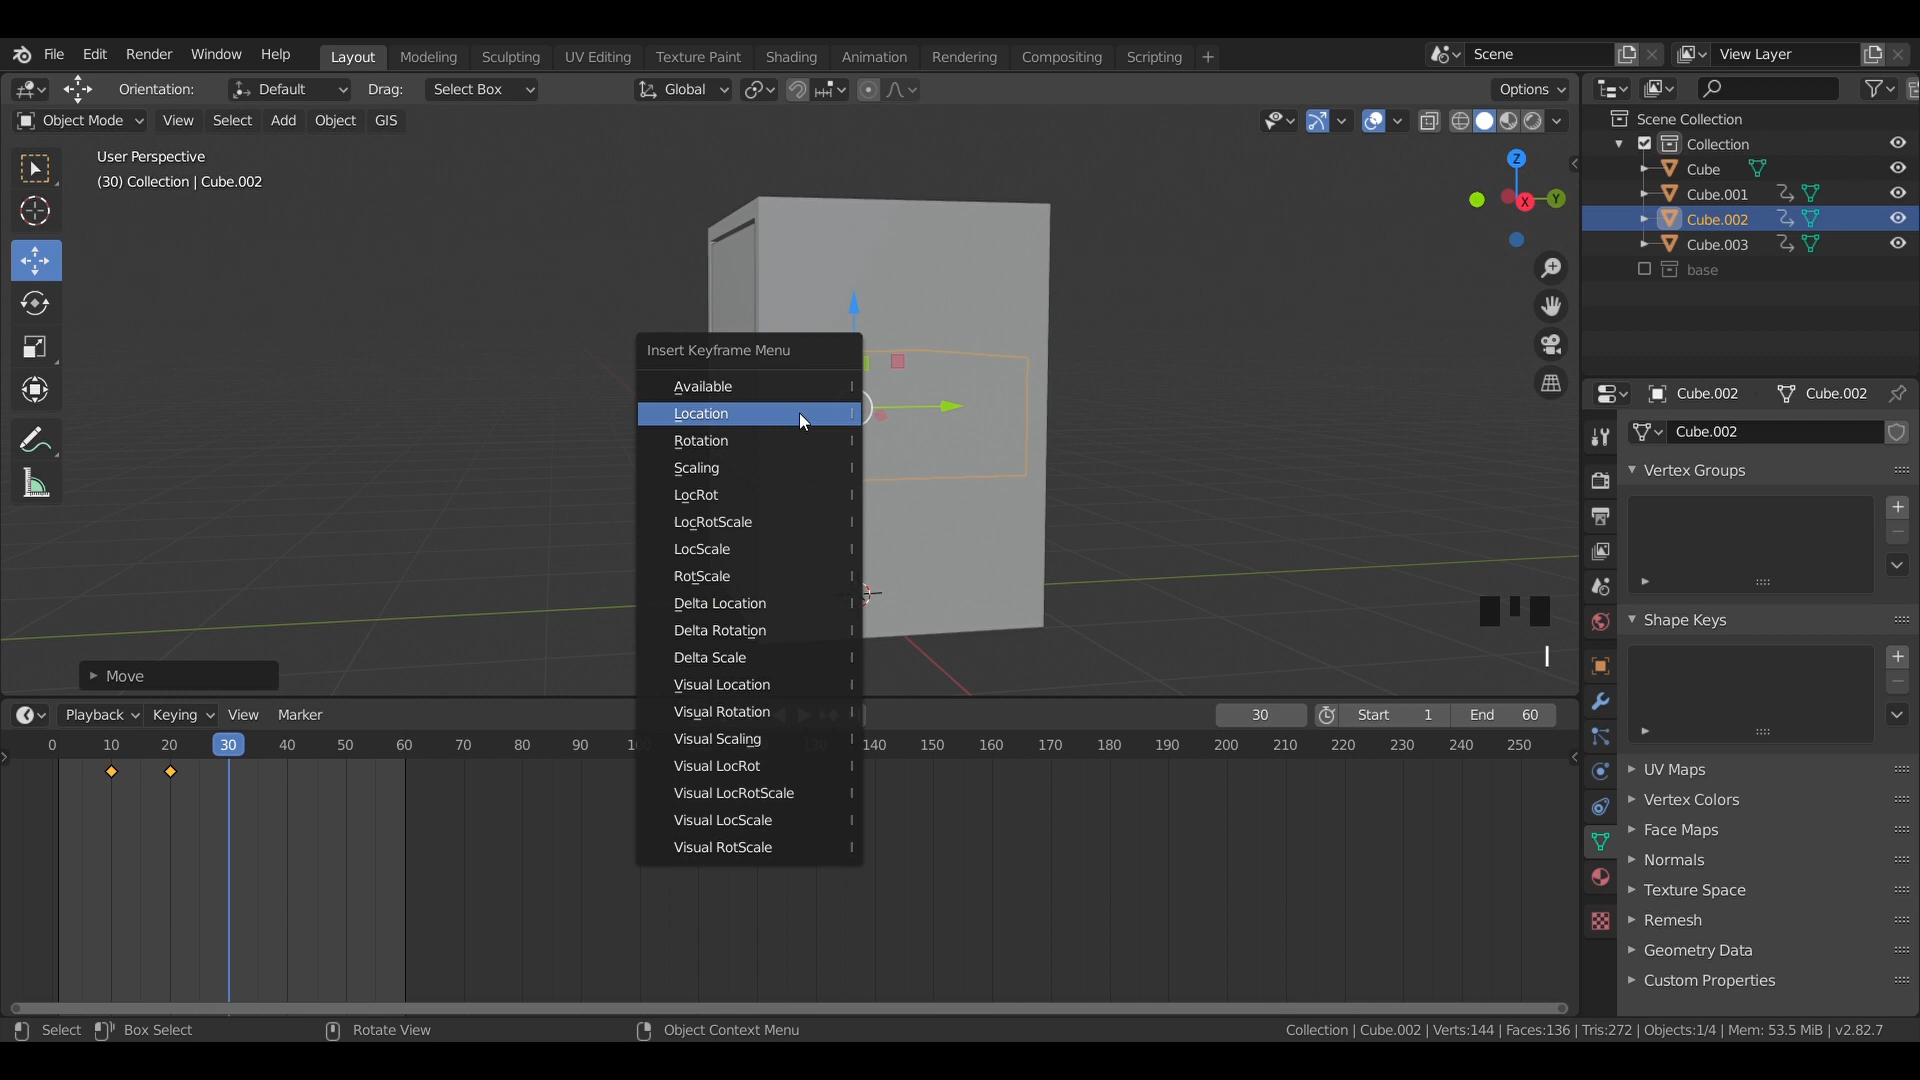 File Edit Render Window Help Layout Modeling Sculpting UV Editing Texture Paint Shading Animation Rendering Compositing Scripting + Scene View Layer
Orientation: Default Drag: Select Box Global Options
Object Mode View Select Add Object GIS
User Perspective
(30) Collection | Cube.002
Z
Y
X
Insert Keyframe Menu
Available I
Location I
Rotation I
Scaling I
LocRot I
LocRotScale I
LocScale I
RotScale I
Delta Location I
Delta Rotation I
Delta Scale I
Visual Location I
Visual Rotation I
Visual Scaling I
Visual LocRot I
Visual LocRotScale I
Visual LocScale I
Visual RotScale I
I
Move
Playback Keying View Marker 30 Start 1 End 60
0 10 20 30 40 50 60 70 80 90 130 140 150 160 170 180 190 200 210 220 230 240 250
Scene Collection
Collection
Cube
Cube.001
Cube.002
Cube.003
base
Cube.002 Cube.002
Cube.002
Vertex Groups
Shape Keys
UV Maps
Vertex Colors
Face Maps
Normals
Texture Space
Remesh
Geometry Data
Custom Properties
Select Box Select Rotate View Object Context Menu Collection | Cube.002 | Verts:144 | Faces:136 | Tris:272 | Objects:1/4 | Mem: 53.5 MiB | v2.82.7